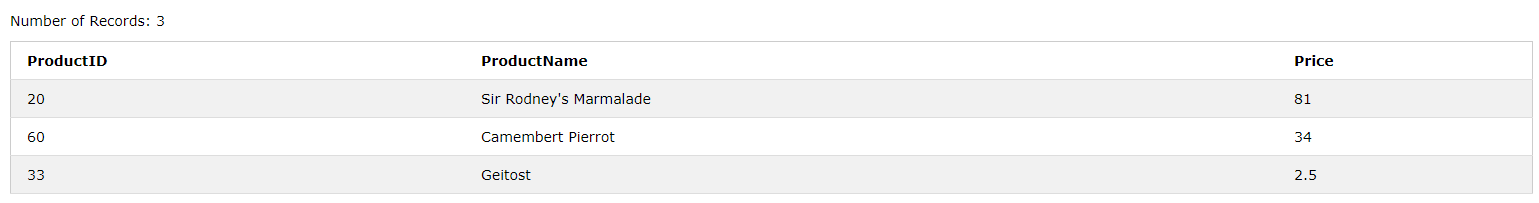 Number of Records: 3
ProductID ProductName Price
20 Sir Rodney's Marmalade 81
60 Camembert Pierrot 34
33 Geitost 2.5